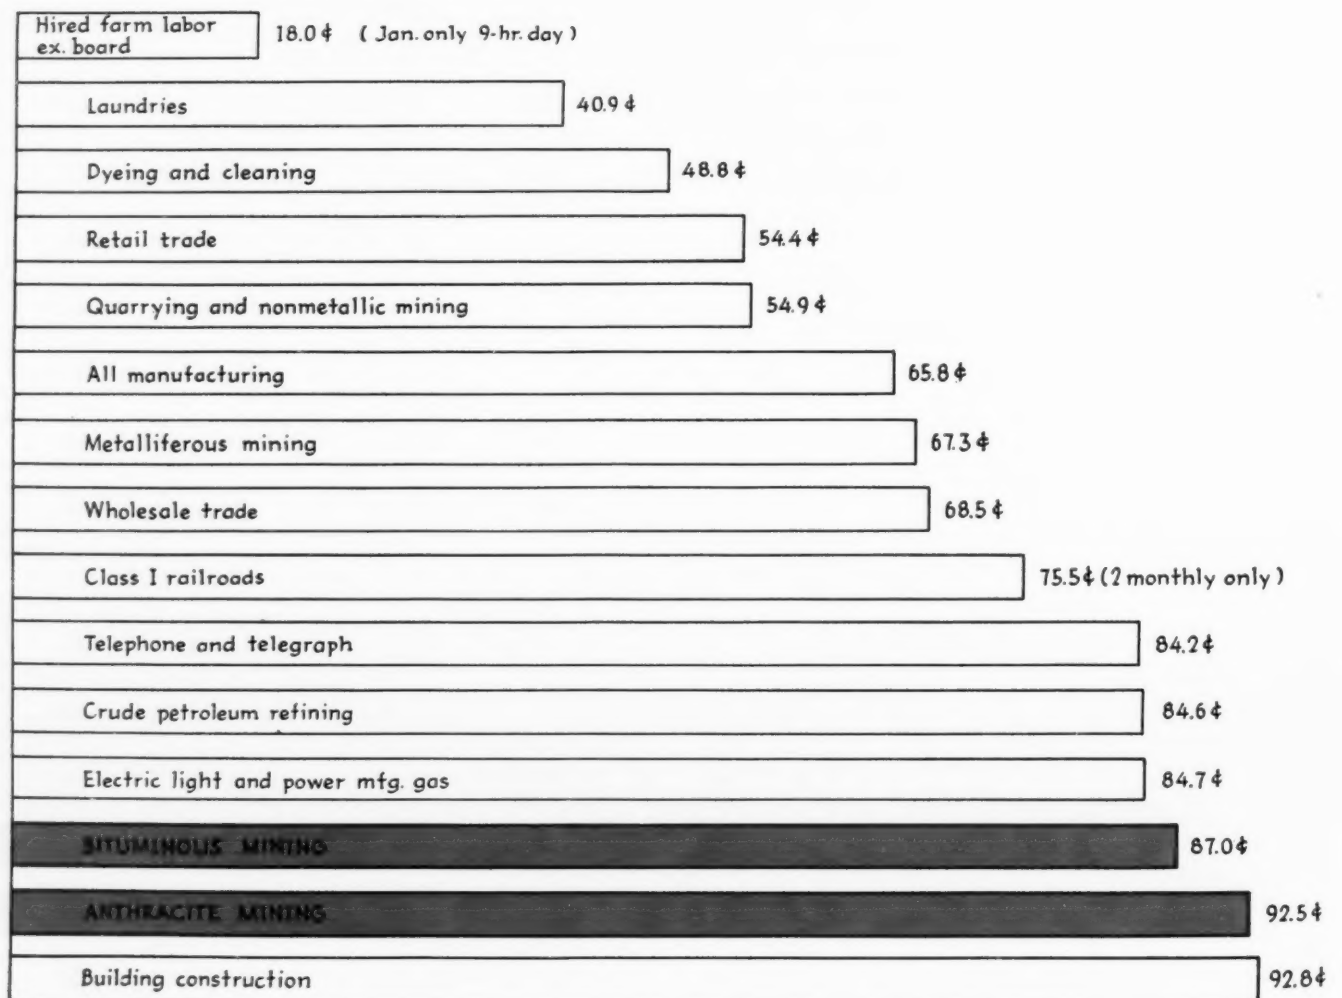 Hired farm labor
ex. board
18.0¢ (Jan. only 9-hr. day)
Laundries 40.9¢
Dyeing and cleaning 48.8¢
Retail trade 54.4¢
Quarrying and nonmetallic mining 54.9¢
All manufacturing 65.8¢
Metalliferous mining 67.3¢
Wholesale trade 68.5¢
Class I railroads 75.5¢ (2 monthly only)
Telephone and telegraph 84.2¢
Crude petroleum refining 84.6¢
Electric light and power mfg. gas 84.7¢
BITUMINOUS MINING 87.0¢
ANTHRACITE MINING 92.5¢
Building construction 92.8¢